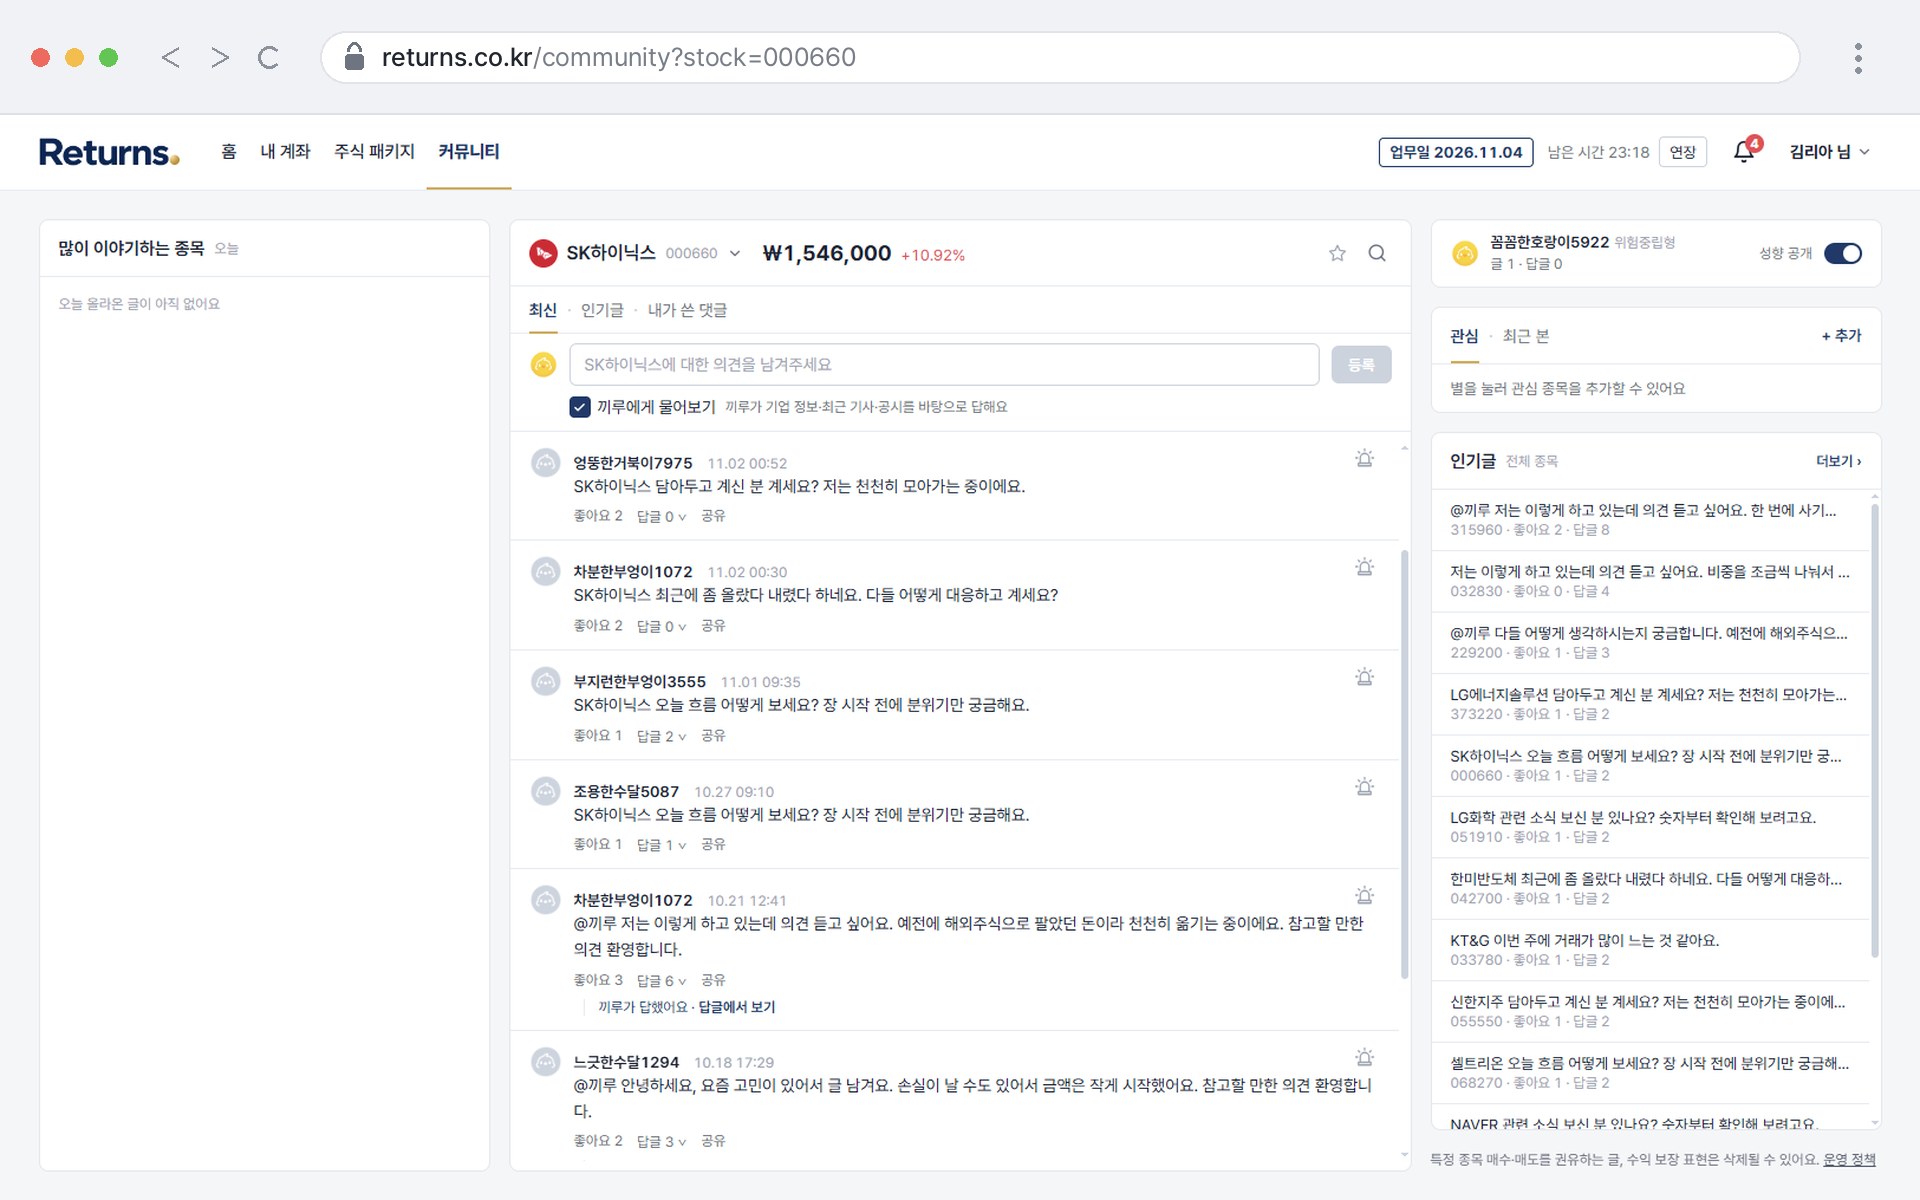 returns.co.kr/community?stock=000660
Returns.
홈 내 계좌 주식 패키지 커뮤니티
업무일 2026.11.04 남은 시간 23:18 연장 4 김리아 님
많이 이야기하는 종목 오늘
오늘 올라온 글이 아직 없어요
SK하이닉스 000660 ₩1,546,000 +10.92%
최신 · 인기글 · 내가 쓴 댓글
SK하이닉스에 대한 의견을 남겨주세요 등록
끼루에게 물어보기 끼루가 기업 정보·최근 기사·공시를 바탕으로 답해요
엉뚱한거북이7975 11.02 00:52
SK하이닉스 담아두고 계신 분 계세요? 저는 천천히 모아가는 중이에요.
좋아요 2 답글 0 공유
차분한부엉이1072 11.02 00:30
SK하이닉스 최근에 좀 올랐다 내렸다 하네요. 다들 어떻게 대응하고 계세요?
좋아요 2 답글 0 공유
부지런한부엉이3555 11.01 09:35
SK하이닉스 오늘 흐름 어떻게 보세요? 장 시작 전에 분위기만 궁금해요.
좋아요 1 답글 2 공유
조용한수달5087 10.27 09:10
SK하이닉스 오늘 흐름 어떻게 보세요? 장 시작 전에 분위기만 궁금해요.
좋아요 1 답글 1 공유
차분한부엉이1072 10.21 12:41
@끼루 저는 이렇게 하고 있는데 의견 듣고 싶어요. 예전에 해외주식으로 팔았던 돈이라 천천히 옮기는 중이에요. 참고할 만한
의견 환영합니다.
좋아요 3 답글 6 공유
끼루가 답했어요 · 답글에서 보기
느긋한수달1294 10.18 17:29
@끼루 안녕하세요, 요즘 고민이 있어서 글 남겨요. 손실이 날 수도 있어서 금액은 작게 시작했어요. 참고할 만한 의견 환영합니
다.
좋아요 2 답글 3 공유
꼼꼼한호랑이5922 위험중립형
글 1 · 답글 0
성향 공개
관심 · 최근 본 + 추가
별을 눌러 관심 종목을 추가할 수 있어요
인기글 전체 종목 더보기 ›
@끼루 저는 이렇게 하고 있는데 의견 듣고 싶어요. 한 번에 사기...
315960 · 좋아요 2 · 답글 8
저는 이렇게 하고 있는데 의견 듣고 싶어요. 비중을 조금씩 나눠서 ...
032830 · 좋아요 0 · 답글 4
@끼루 다들 어떻게 생각하시는지 궁금합니다. 예전에 해외주식으...
229200 · 좋아요 1 · 답글 3
LG에너지솔루션 담아두고 계신 분 계세요? 저는 천천히 모아가는...
373220 · 좋아요 1 · 답글 2
SK하이닉스 오늘 흐름 어떻게 보세요? 장 시작 전에 분위기만 궁...
000660 · 좋아요 1 · 답글 2
LG화학 관련 소식 보신 분 있나요? 숫자부터 확인해 보려고요.
051910 · 좋아요 1 · 답글 2
한미반도체 최근에 좀 올랐다 내렸다 하네요. 다들 어떻게 대응하...
042700 · 좋아요 1 · 답글 2
KT&G 이번 주에 거래가 많이 느는 것 같아요.
033780 · 좋아요 1 · 답글 2
신한지주 담아두고 계신 분 계세요? 저는 천천히 모아가는 중이에...
055550 · 좋아요 1 · 답글 2
셀트리온 오늘 흐름 어떻게 보세요? 장 시작 전에 분위기만 궁금해...
068270 · 좋아요 1 · 답글 2
NAVER 관련 소식 보신 분 있나요? 숫자부터 확인해 보려고요.
특정 종목 매수·매도를 권유하는 글, 수익 보장 표현은 삭제될 수 있어요. 운영 정책